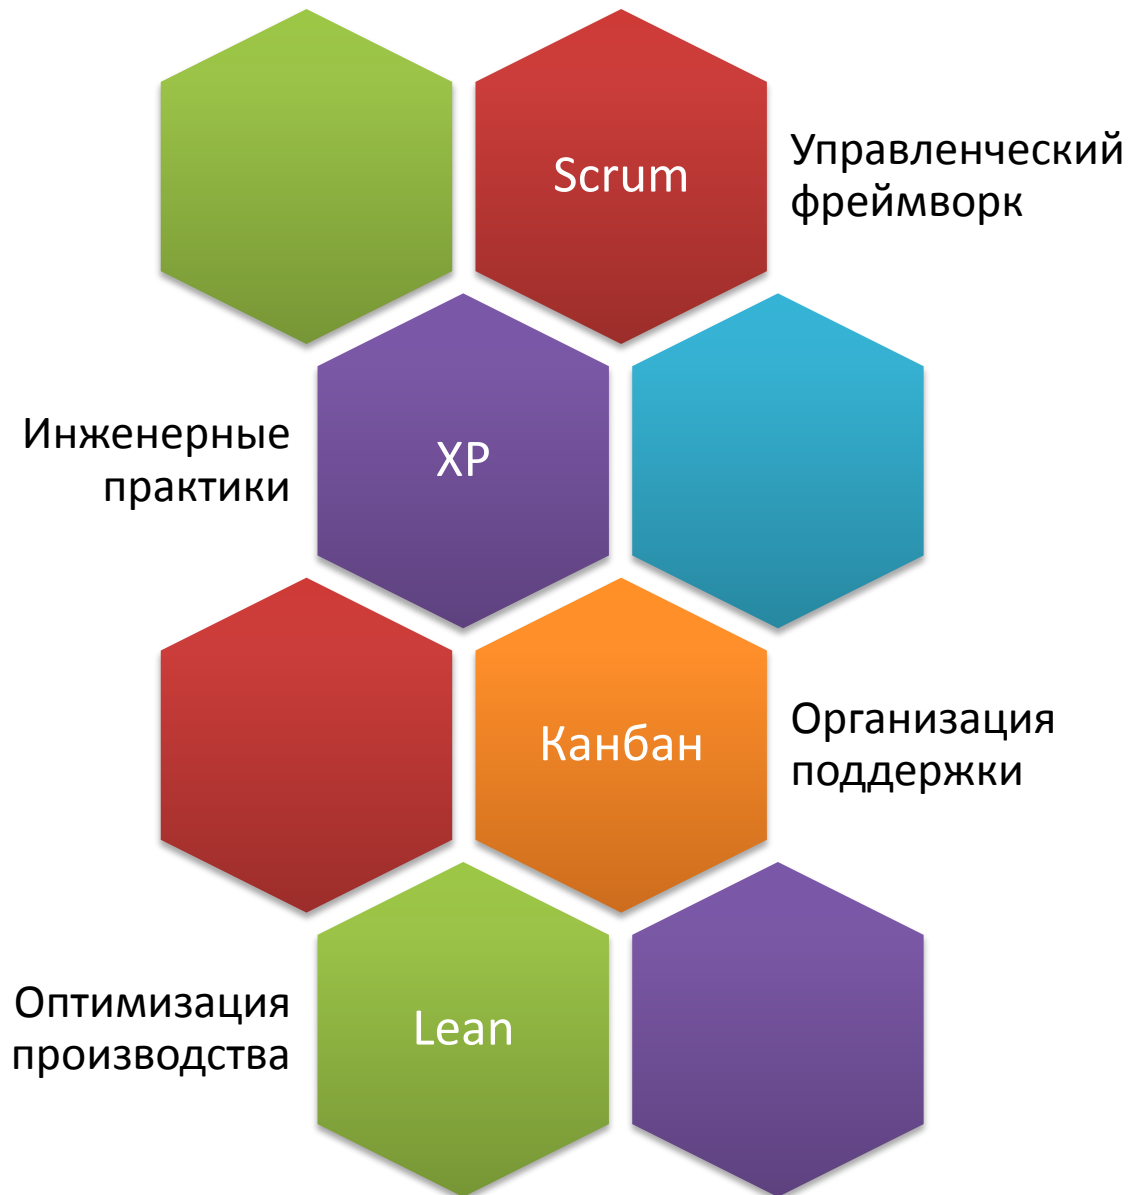 Scrum
Управленческий
фреймворк
Инженерные
практики
XP
Канбан
Организация
поддержки
Оптимизация
производства
Lean